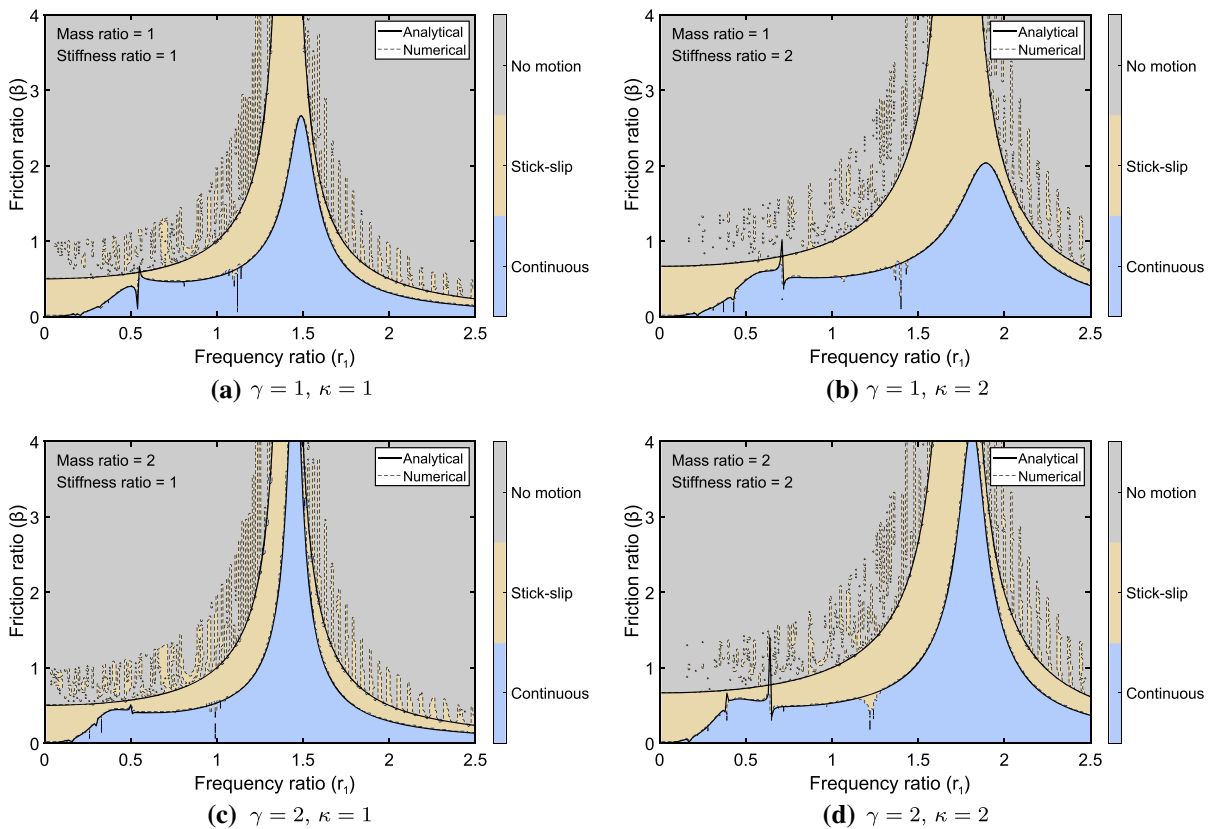 Mass ratio = 1
Stiffness ratio = 1
Analytical
Numerical
No motion
Stick-slip
Continuous
Friction ratio (β)
4
3
2
1
0
0 0.5 1 1.5 2 2.5
Frequency ratio (r₁)
(a) γ = 1, κ = 1
Mass ratio = 1
Stiffness ratio = 2
Analytical
Numerical
No motion
Stick-slip
Continuous
Friction ratio (β)
4
3
2
1
0
0 0.5 1 1.5 2 2.5
Frequency ratio (r₁)
(b) γ = 1, κ = 2
Mass ratio = 2
Stiffness ratio = 1
Analytical
Numerical
No motion
Stick-slip
Continuous
Friction ratio (β)
4
3
2
1
0
0 0.5 1 1.5 2 2.5
Frequency ratio (r₁)
(c) γ = 2, κ = 1
Mass ratio = 2
Stiffness ratio = 2
Analytical
Numerical
No motion
Stick-slip
Continuous
Friction ratio (β)
4
3
2
1
0
0 0.5 1 1.5 2 2.5
Frequency ratio (r₁)
(d) γ = 2, κ = 2